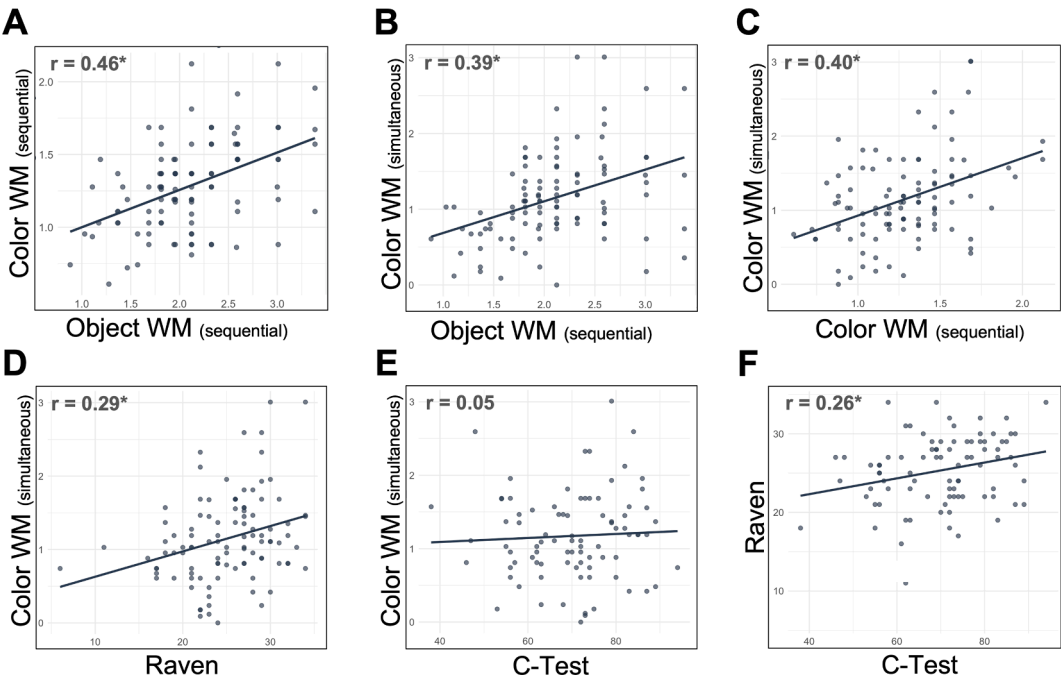 A
r = 0.46*
Color WM (sequential)
2.0
1.5
1.0
1.0 1.5 2.0 2.5 3.0
Object WM (sequential)
B
r = 0.39*
Color WM (simultaneous)
3
2
1
0
1.0 1.5 2.0 2.5 3.0
Object WM (sequential)
C
r = 0.40*
Color WM (simultaneous)
3
2
1
0
1.0 1.5 2.0
Color WM (sequential)
D
r = 0.29*
Color WM (simultaneous)
3
2
1
0
10 20 30
Raven
E
r = 0.05
Color WM (simultaneous)
3
2
1
0
40 60 80
C-Test
F
r = 0.26*
Raven
30
20
10
40 60 80
C-Test